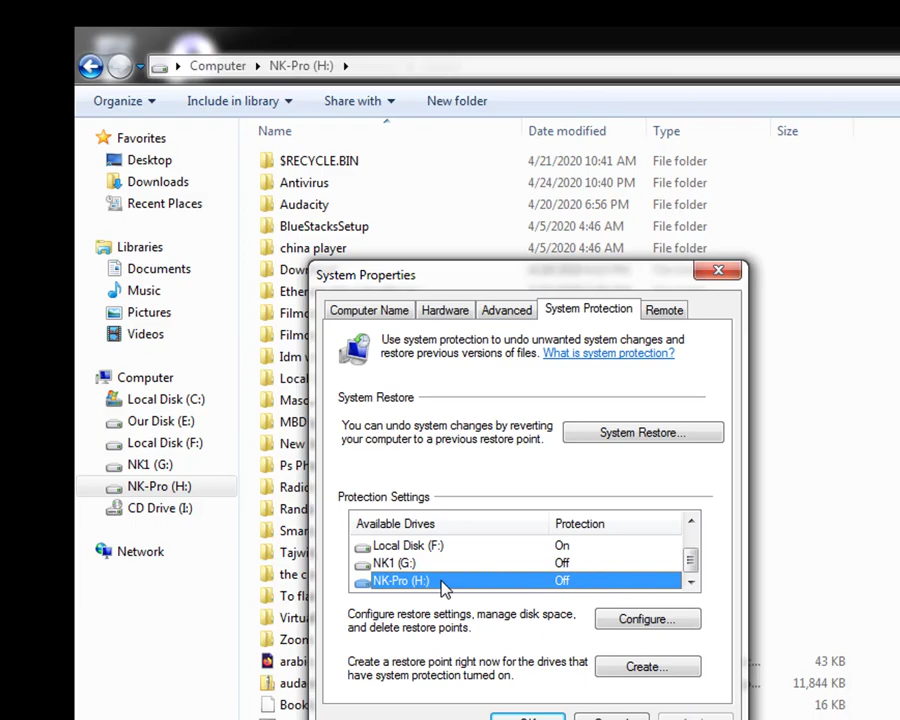 Computer NK-Pro (H:)
Organize Include in library Share with New folder
Name Date modified Type Size
Favorites
Desktop
Downloads
Recent Places
Libraries
Documents
Music
Pictures
Videos
Computer
Local Disk (C:)
Our Disk (E:)
Local Disk (F:)
NK1 (G:)
NK-Pro (H:)
CD Drive (I:)
Network
$RECYCLE.BIN 4/21/2020 10:41 AM File folder
Antivirus 4/24/2020 10:40 PM File folder
Audacity 4/20/2020 6:56 PM File folder
BlueStacksSetup 4/5/2020 4:46 AM File folder
china player 4/5/2020 4:46 AM File folder
Dow
Ether
Filmo
Filmo
Idm
Local
Masc
MBD
New
Ps Ph
Radio
Rand
Smar
Tajwi
the c
To fla
Virtu
Zoom
arabi 43 KB
auda 11,844 KB
Book 16 KB
System Properties
Computer Name Hardware Advanced System Protection Remote
Use system protection to undo unwanted system changes and
restore previous versions of files. What is system protection?
System Restore
You can undo system changes by reverting
your computer to a previous restore point.
System Restore...
Protection Settings
Available Drives Protection
Local Disk (F:) On
NK1 (G:) Off
NK-Pro (H:) Off
Configure restore settings, manage disk space,
and delete restore points.
Configure...
Create a restore point right now for the drives that
have system protection turned on.
Create...